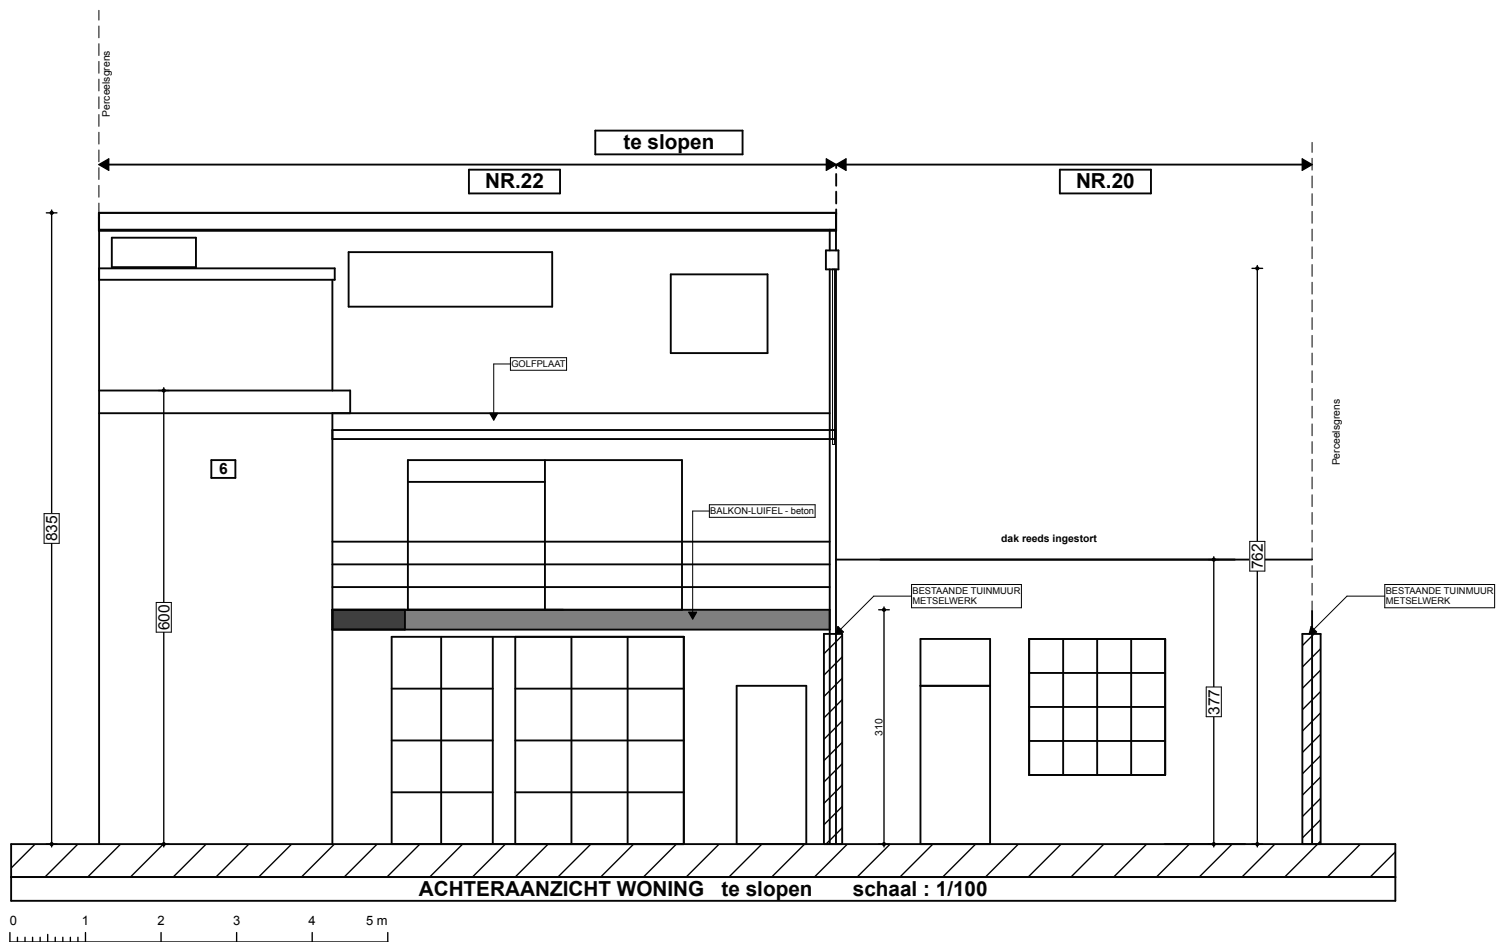 Perceelsgrens
te slopen
NR.22
NR.20
GOLFPLAAT
Perceelsgrens
6
BALKON-LUIFEL - beton
835
dak reeds ingestort
762
600
BESTAANDE TUINMUUR
METSELWERK
BESTAANDE TUINMUUR
METSELWERK
377
310
ACHTERAANZICHT WONING te slopen schaal : 1/100
0 1 2 3 4 5 m